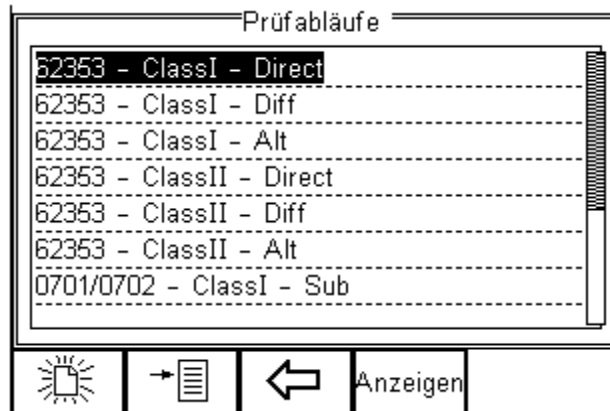 Prüfabläufe
62353 - ClassI - Direct
62353 - ClassI - Diff
62353 - ClassI - Alt
62353 - ClassII - Direct
62353 - ClassII - Diff
62353 - ClassII - Alt
0701/0702 - ClassI - Sub
Anzeigen